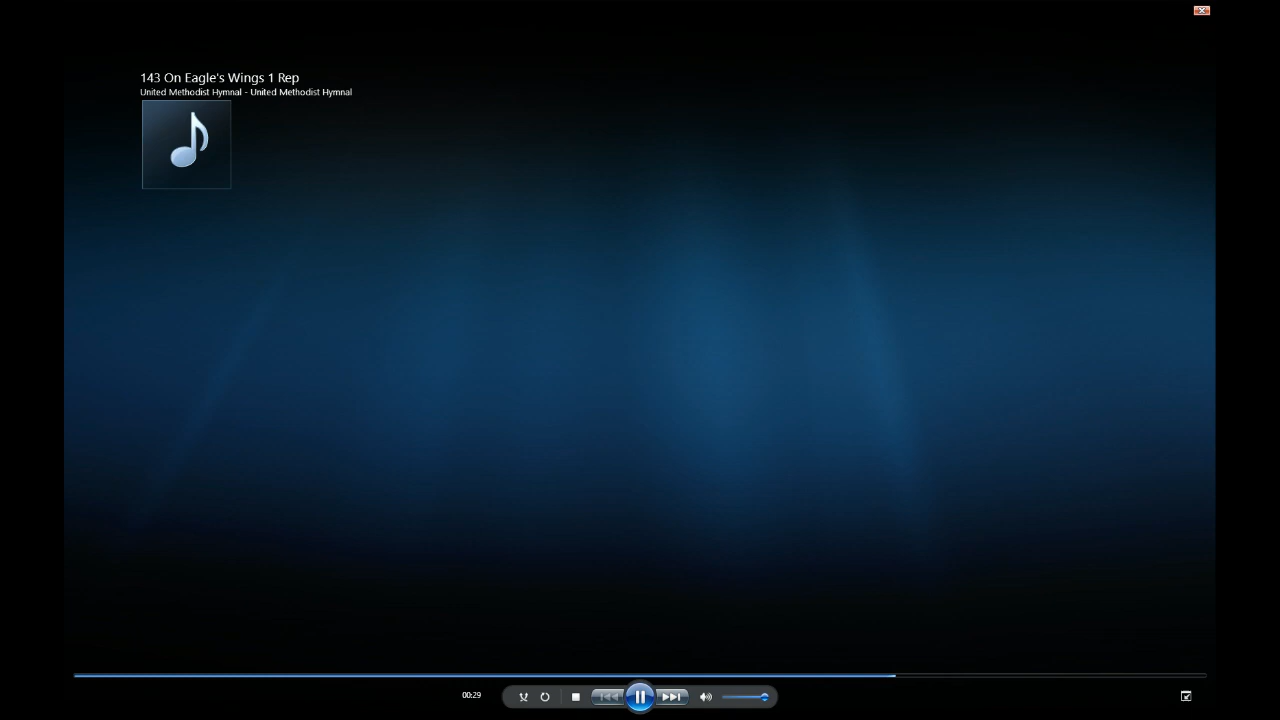 143 On Eagle's Wings 1 Rep
United Methodist Hymnal - United Methodist Hymnal
00:29